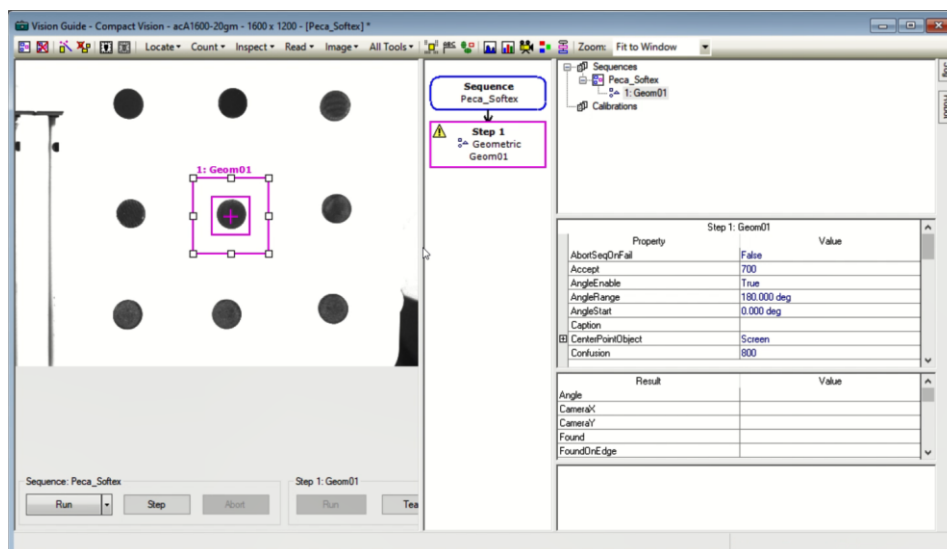 Vision Guide - Compact Vision - acA1600-20gm - 1600 x 1200 - [Peca_Softex] *
Locate Count Inspect Read Image All Tools Zoom: Fit to Window
1: Geom01
Sequence
Peca_Softex
Step 1
Geometric
Geom01
Sequences
Peca_Softex
1: Geom01
Calibrations
Step 1: Geom01
Property Value
AbortSeqOnFail False
Accept 700
AngleEnable True
AngleRange 180.000 deg
AngleStart 0.000 deg
Caption
CenterPointObject Screen
Confusion 800
Result Value
Angle
CameraX
CameraY
Found
FoundOnEdge
Sequence: Peca_Softex Step 1: Geom01
Run Step Abort Run Tea